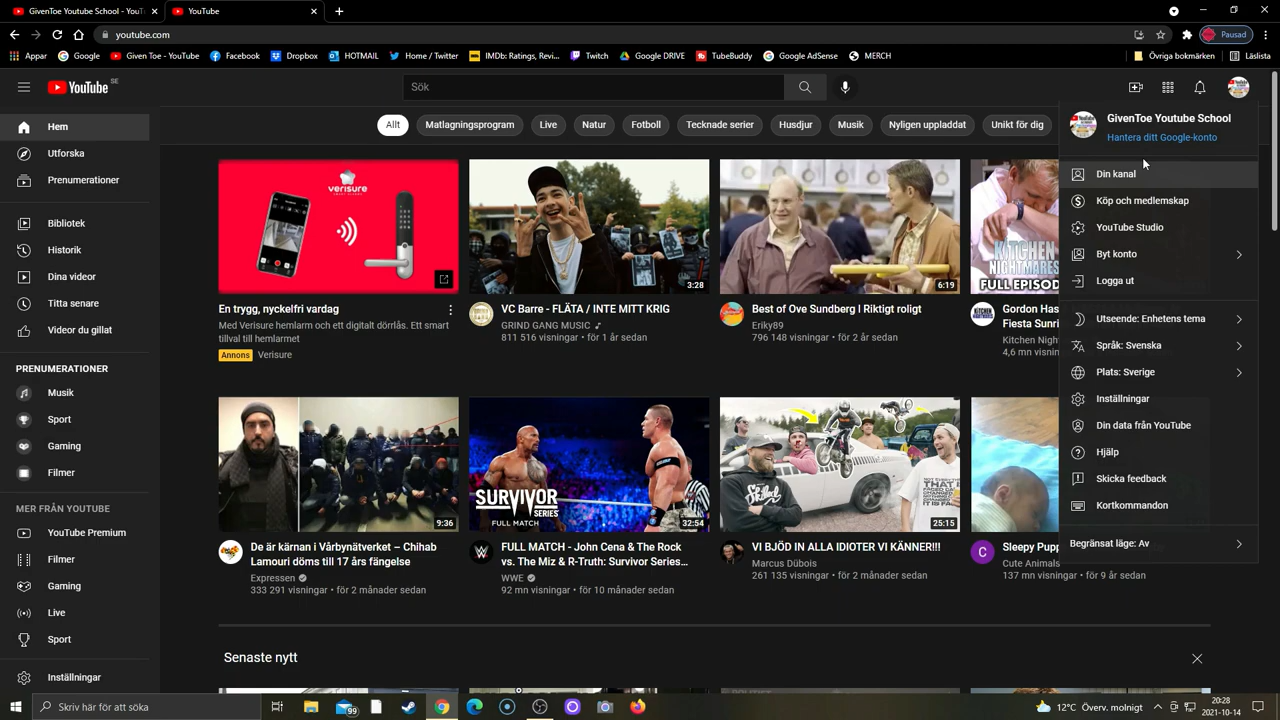 GivenToe YouTube School - YouT
YouTube
youtube.com
Pausad
Appar
Google
Given Toe - YouTube
Facebook
Dropbox
HOTMAIL
Home / Twitter
IMDb: Ratings, Revi...
Twitch
Google DRIVE
TubeBuddy
Google AdSense
MERCH
Övriga bokmärken
Läslista
YouTube SE
Sök
Hem
Utforska
Prenumerationer
Bibliotek
Historik
Dina videor
Titta senare
Videor du gillat
PRENUMERATIONER
Musik
Sport
Gaming
Filmer
MER FRÅN YOUTUBE
YouTube Premium
Filmer
Gaming
Live
Sport
Inställningar
Allt
Matlagningsprogram
Live
Natur
Fotboll
Tecknade serier
Husdjur
Musik
Nyligen uppladdat
Unikt för dig
verisure
En trygg, nyckelfri vardag
Med Verisure hemlarm och ett digitalt dörrlås. Ett smart
tillval till hemlarmet
Annons Verisure
3:28
VC Barre - FLÄTA / INTE MITT KRIG
GRIND GANG MUSIC
811 516 visningar • för 1 år sedan
6:19
Best of Ove Sundberg I Riktigt roligt
Eriky89
796 148 visningar • för 2 år sedan
KITCHEN
NIGHTMARES
FULL EPISODE
Gordon Has
Fiesta Sunri
Kitchen Nigh
4,6 mn visnin
9:36
De är kärnan i Vårbynätverket – Chihab
Lamouri döms till 17 års fängelse
Expressen
333 291 visningar • för 2 månader sedan
SURVIVOR
SERIES
FULL MATCH
32:54
FULL MATCH - John Cena & The Rock
vs. The Miz & R-Truth: Survivor Series...
WWE
92 mn visningar • för 10 månader sedan
25:15
VI BJÖD IN ALLA IDIOTER VI KÄNNER!!!
Marcus Dübois
261 135 visningar • för 2 månader sedan
C
Sleepy Pupp
Cute Animals
137 mn visningar • för 9 år sedan
GivenToe Youtube School
Hantera ditt Google-konto
Din kanal
Köp och medlemskap
YouTube Studio
Byt konto
Logga ut
Utseende: Enhetens tema
Språk: Svenska
Plats: Sverige
Inställningar
Din data från YouTube
Hjälp
Skicka feedback
Kortkommandon
Begränsat läge: Av
Senaste nytt
Skriv här för att söka
99
12°C Överv. molnigt
20:28
2021-10-14